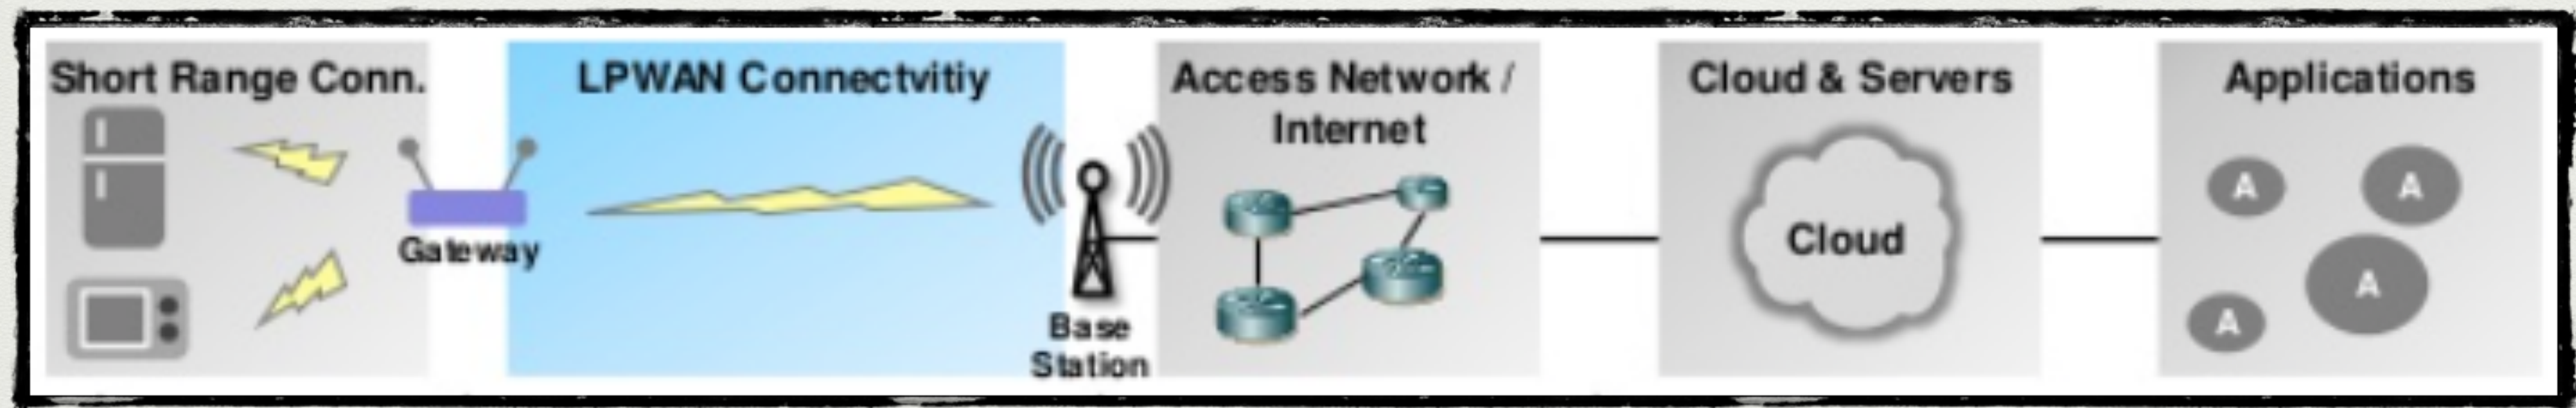 Short Range Conn.
Gateway
LPWAN Connectvitiy
Base
Station
Access Network /
Internet
Cloud & Servers
Cloud
Applications
A
A
A
A